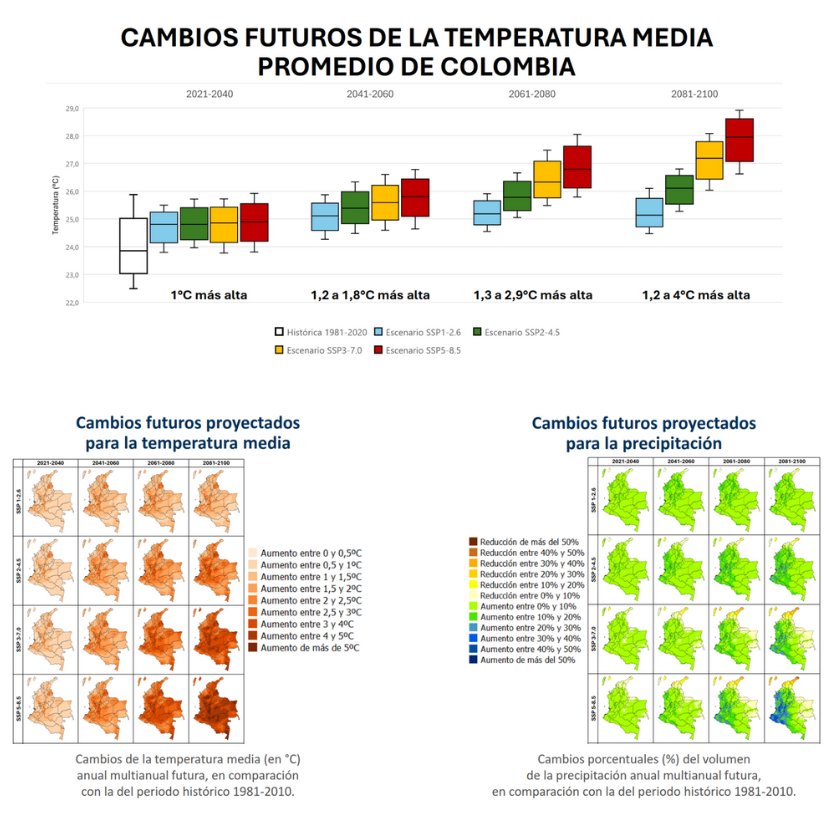 CAMBIOS FUTUROS DE LA TEMPERATURA MEDIA
PROMEDIO DE COLOMBIA
2021-2040 2041-2060 2061-2080 2081-2100
Temperatura (ºC)
29,0
28,0
27,0
26,0
25,0
24,0
23,0
22,0
1°C más alta 1,2 a 1,8°C más alta 1,3 a 2,9°C más alta 1,2 a 4°C más alta
Histórica 1981-2020 Escenario SSP1-2.6 Escenario SSP2-4.5
Escenario SSP3-7.0 Escenario SSP5-8.5
Cambios futuros proyectados
para la temperatura media
2021-2040 2041-2060 2061-2080 2081-2100
SSP 1-2.6
SSP 2-4.5
SSP 3-7.0
SSP 5-8.5
Aumento entre 0 y 0,5ºC
Aumento entre 0,5 y 1ºC
Aumento entre 1 y 1,5ºC
Aumento entre 1,5 y 2ºC
Aumento entre 2 y 2,5ºC
Aumento entre 2,5 y 3ºC
Aumento entre 3 y 4ºC
Aumento entre 4 y 5ºC
Aumento de más de 5ºC
Cambios de la temperatura media (en °C)
anual multianual futura, en comparación
con la del periodo histórico 1981-2010.
Cambios futuros proyectados
para la precipitación
2021-2040 2041-2060 2061-2080 2081-2100
SSP 1-2.6
SSP 2-4.5
SSP 3-7.0
SSP 5-8.5
Reducción de más del 50%
Reducción entre 40% y 50%
Reducción entre 30% y 40%
Reducción entre 20% y 30%
Reducción entre 10% y 20%
Reducción entre 0% y 10%
Aumento entre 0% y 10%
Aumento entre 10% y 20%
Aumento entre 20% y 30%
Aumento entre 30% y 40%
Aumento entre 40% y 50%
Aumento de más del 50%
Cambios porcentuales (%) del volumen
de la precipitación anual multianual futura,
en comparación con la del periodo histórico 1981-2010.